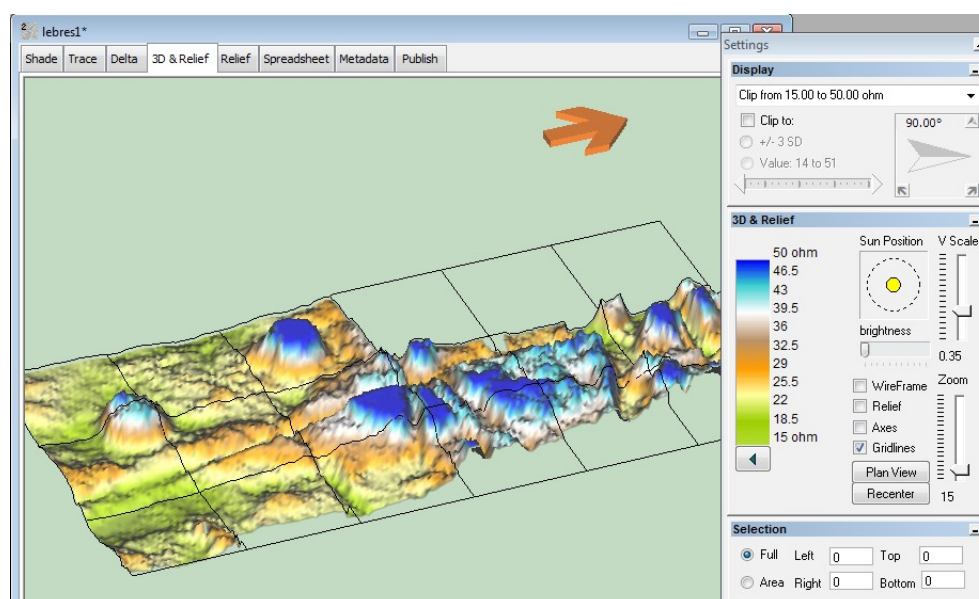 lebres1*
Shade Trace Delta 3D & Relief Relief Spreadsheet Metadata Publish
Settings
Display
Clip from 15.00 to 50.00 ohm
Clip to:
90.00°
+/- 3 SD
Value: 14 to 51
3D & Relief
Sun Position V Scale
50 ohm
46.5
43
39.5
36
32.5
29
25.5
22
18.5
15 ohm
brightness
0.35
Zoom
WireFrame
Relief
Axes
Gridlines
Plan View
Recenter
15
Selection
Full Left 0 Top 0
Area Right 0 Bottom 0